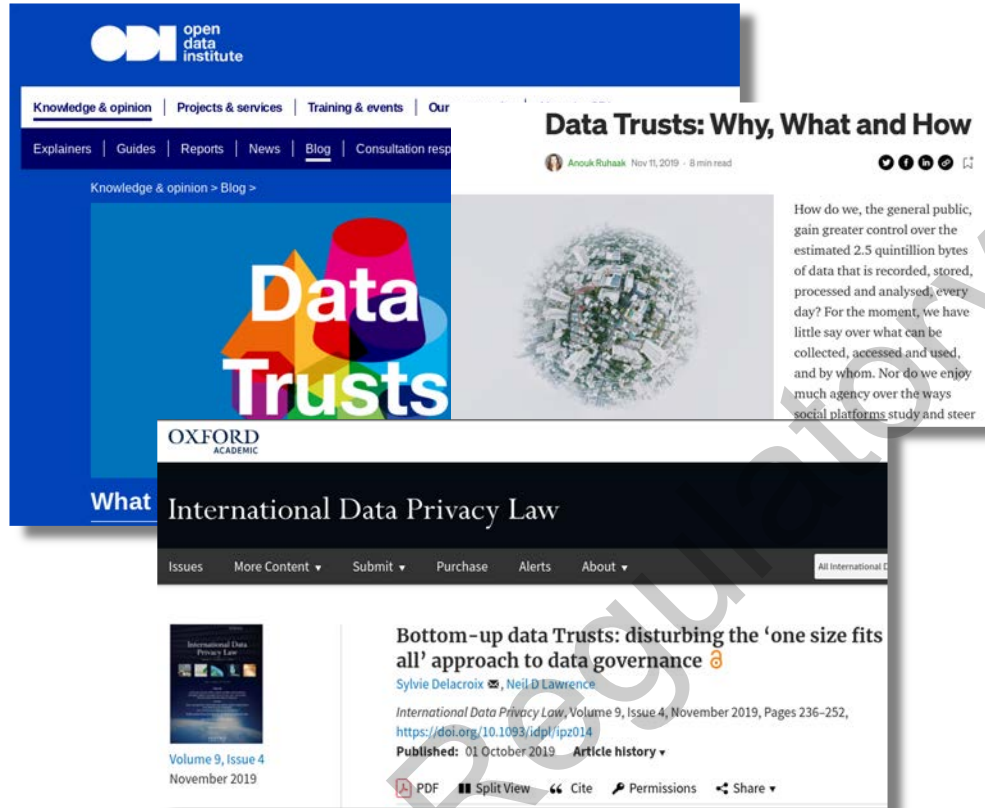 ODI open
data
institute
Knowledge & opinion | Projects & services | Training & events | Our
Explainers | Guides | Reports | News | Blog | Consultation resp
Knowledge & opinion > Blog >
Data
Trusts
What
Data Trusts: Why, What and How
Anouk Ruhaak Nov 11, 2019 · 8 min read
How do we, the general public,
gain greater control over the
estimated 2.5 quintillion bytes
of data that is recorded, stored,
processed and analysed, every
day? For the moment, we have
little say over what can be
collected, accessed and used,
and by whom. Nor do we enjoy
much agency over the ways
social platforms study and steer
OXFORD
ACADEMIC
International Data Privacy Law
Issues More Content ▾ Submit ▾ Purchase Alerts About ▾ All International D
International Data
Privacy Law
Volume 9, Issue 4
November 2019
Bottom-up data Trusts: disturbing the ‘one size fits
all’ approach to data governance
Sylvie Delacroix, Neil D Lawrence
International Data Privacy Law, Volume 9, Issue 4, November 2019, Pages 236–252,
https://doi.org/10.1093/idpl/ipz014
Published: 01 October 2019 Article history ▾
PDF Split View Cite Permissions Share ▾
Regulatory